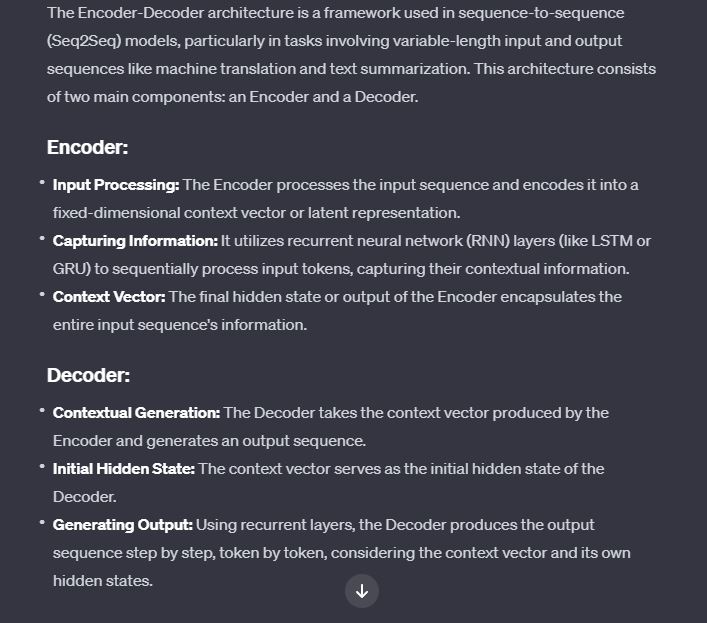 The Encoder-Decoder architecture is a framework used in sequence-to-sequence
(Seq2Seq) models, particularly in tasks involving variable-length input and output
sequences like machine translation and text summarization. This architecture consists
of two main components: an Encoder and a Decoder.
Encoder:
• Input Processing: The Encoder processes the input sequence and encodes it into a
fixed-dimensional context vector or latent representation.
• Capturing Information: It utilizes recurrent neural network (RNN) layers (like LSTM or
GRU) to sequentially process input tokens, capturing their contextual information.
• Context Vector: The final hidden state or output of the Encoder encapsulates the
entire input sequence's information.
Decoder:
• Contextual Generation: The Decoder takes the context vector produced by the
Encoder and generates an output sequence.
• Initial Hidden State: The context vector serves as the initial hidden state of the
Decoder.
• Generating Output: Using recurrent layers, the Decoder produces the output
sequence step by step, token by token, considering the context vector and its own
hidden states.